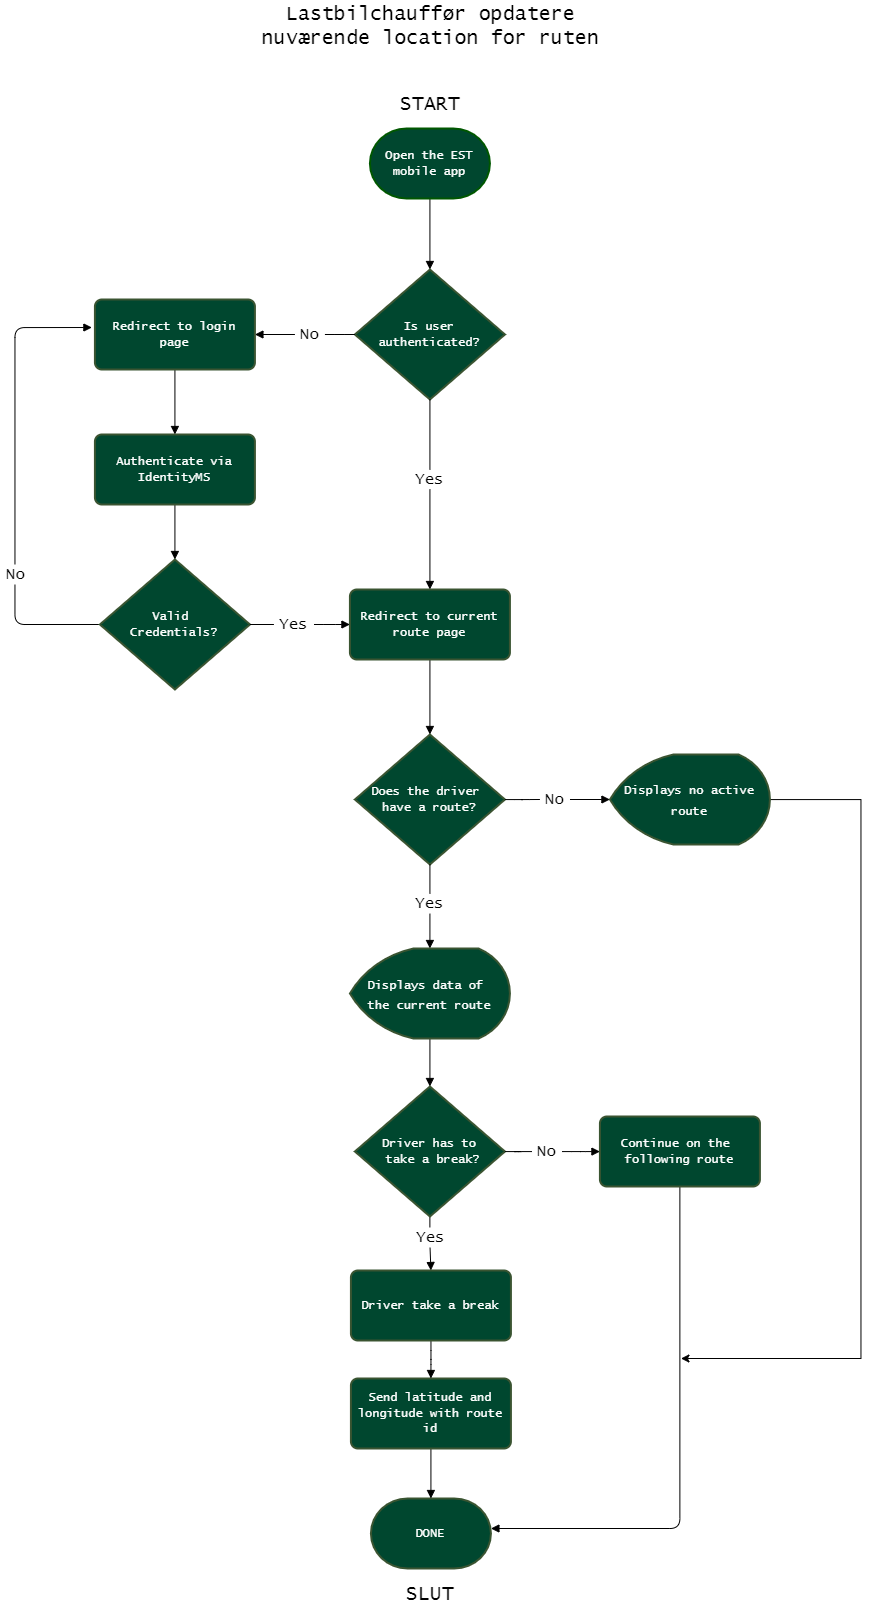 Lastbilchauffør opdatere
nuværende location for ruten
START
Open the EST
mobile app
Is user
authenticated?
No
Redirect to login
page
Authenticate via
IdentityMS
Yes
No
Valid
Credentials?
Yes
Redirect to current
route page
Does the driver
have a route?
No
Displays no active
route
Yes
Displays data of
the current route
Driver has to
take a break?
No
Continue on the
following route
Yes
Driver take a break
Send latitude and
longitude with route
id
DONE
SLUT